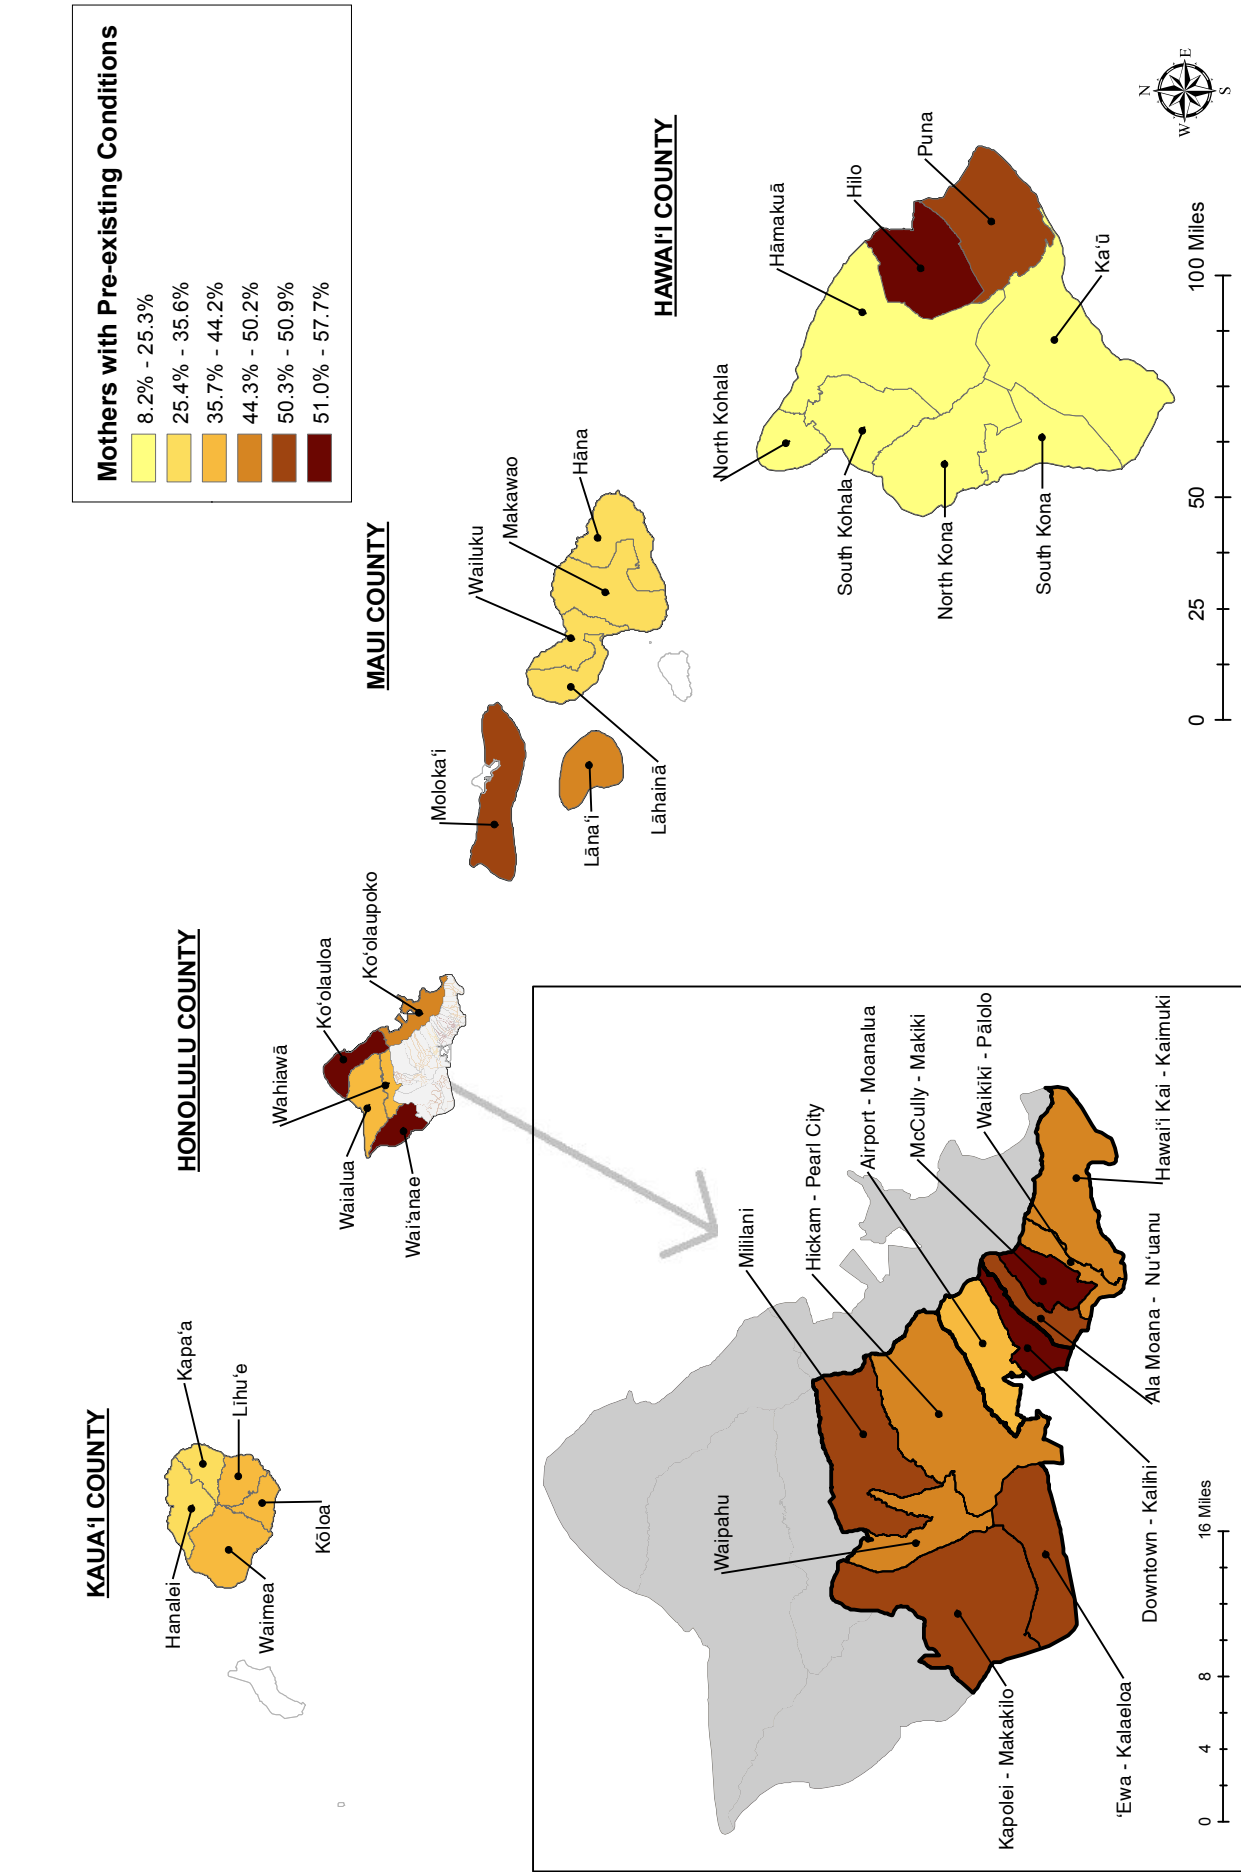 KAUAʻI COUNTY
Hanalei
Kapaʻa
Līhuʻe
Waimea
Kōloa
HONOLULU COUNTY
Wahiawā
Koʻolauloa
Koʻolaupoko
Waialua
Waiʻanae
MAUI COUNTY
Molokaʻi
Wailuku
Makawao
Hāna
Lānaʻi
Lāhainā
Mothers with Pre-existing Conditions
8.2% - 25.3%
25.4% - 35.6%
35.7% - 44.2%
44.3% - 50.2%
50.3% - 50.9%
51.0% - 57.7%
HAWAIʻI COUNTY
North Kohala
Hāmakuā
Hilo
Puna
South Kohala
North Kona
South Kona
Kaʻū
Waipahu
Mililani
Hickam - Pearl City
Airport - Moanalua
McCully - Makiki
Waikīkī - Pālolo
Kapolei - Makakilo
ʻEwa - Kalaeloa
Downtown - Kalihi
Ala Moana - Nuʻuanu
Hawaiʻi Kai - Kaimuki
0 4 8 16 Miles
0 25 50 100 Miles
N
W E
S